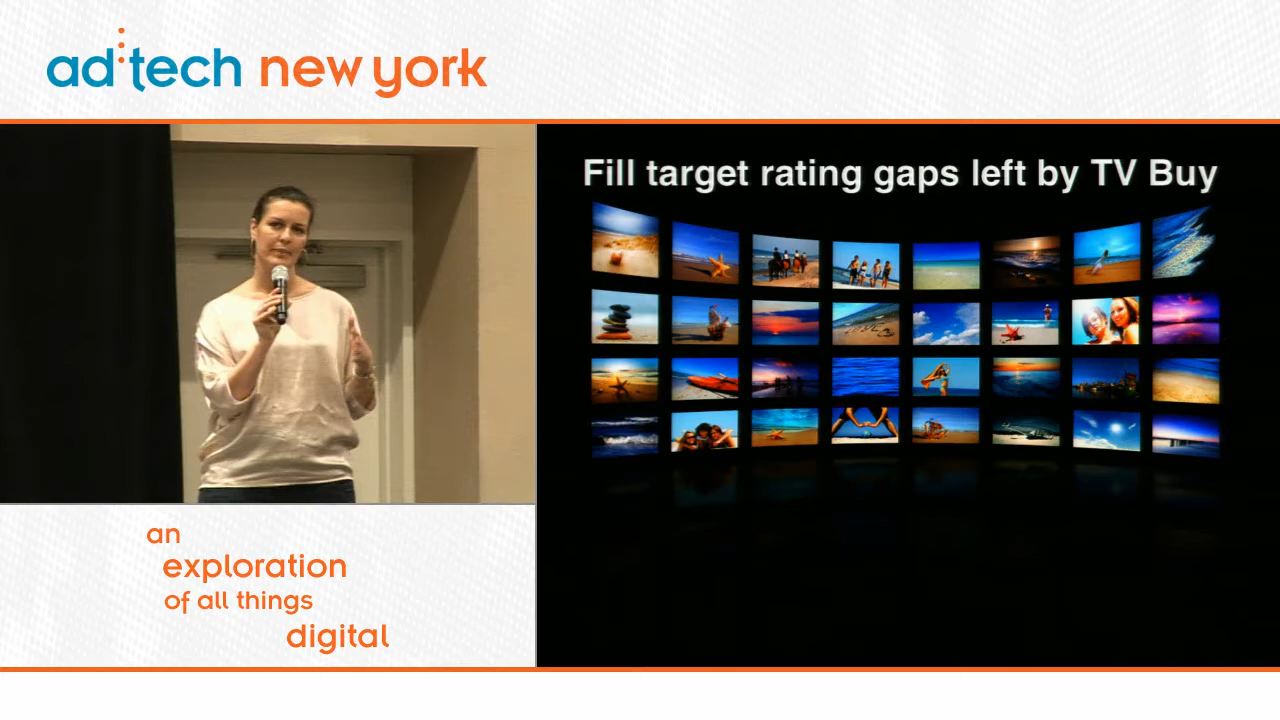 ad:tech new york
Fill target rating gaps left by TV Buy
an
exploration
of all things
digital